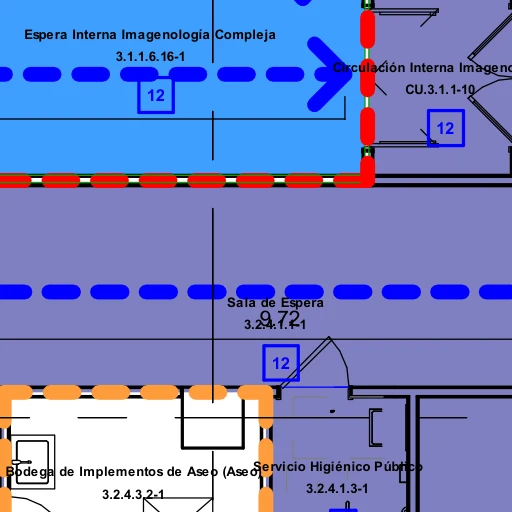 Espera Interna Imagenología Compleja
3.1.1.6.16-1
12
Circulación Interna Imageno
CU.3.1.1-10
12
Sala de Espera
9.72
3.2.4.1.1-1
12
Bodega de Implementos de Aseo (Aseo)
3.2.4.3.2-1
Servicio Higiénico Público
3.2.4.1.3-1